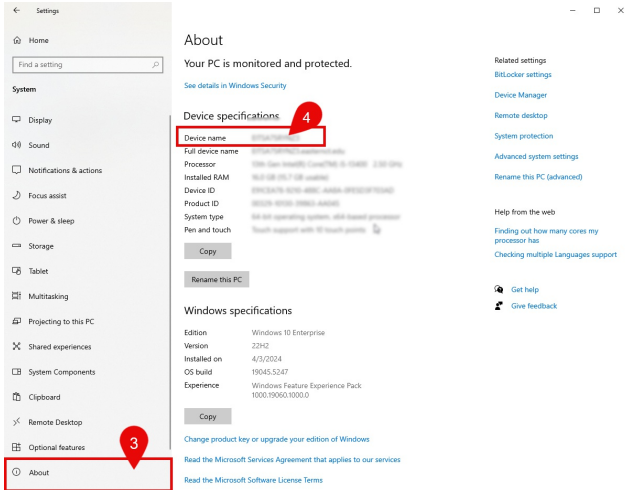 Settings
Home
Find a setting
System
Display
Sound
Notifications & actions
Focus assist
Power & sleep
Storage
Tablet
Multitasking
Projecting to this PC
Shared experiences
System Components
Clipboard
Remote Desktop
Optional features
3
About
About
Your PC is monitored and protected.
See details in Windows Security
Device specifications
4
Device name
Full device name
Processor
Installed RAM
Device ID
Product ID
System type
Pen and touch
Copy
Rename this PC
Windows specifications
Edition Windows 10 Enterprise
Version 22H2
Installed on 4/3/2024
OS build 19045.5247
Experience Windows Feature Experience Pack
1000.19060.1000.0
Copy
Change product key or upgrade your edition of Windows
Read the Microsoft Services Agreement that applies to our services
Read the Microsoft Software License Terms
Related settings
BitLocker settings
Device Manager
Remote desktop
System protection
Advanced system settings
Rename this PC (advanced)
Help from the web
Finding out how many cores my
processor has
Checking multiple Languages support
Get help
Give feedback